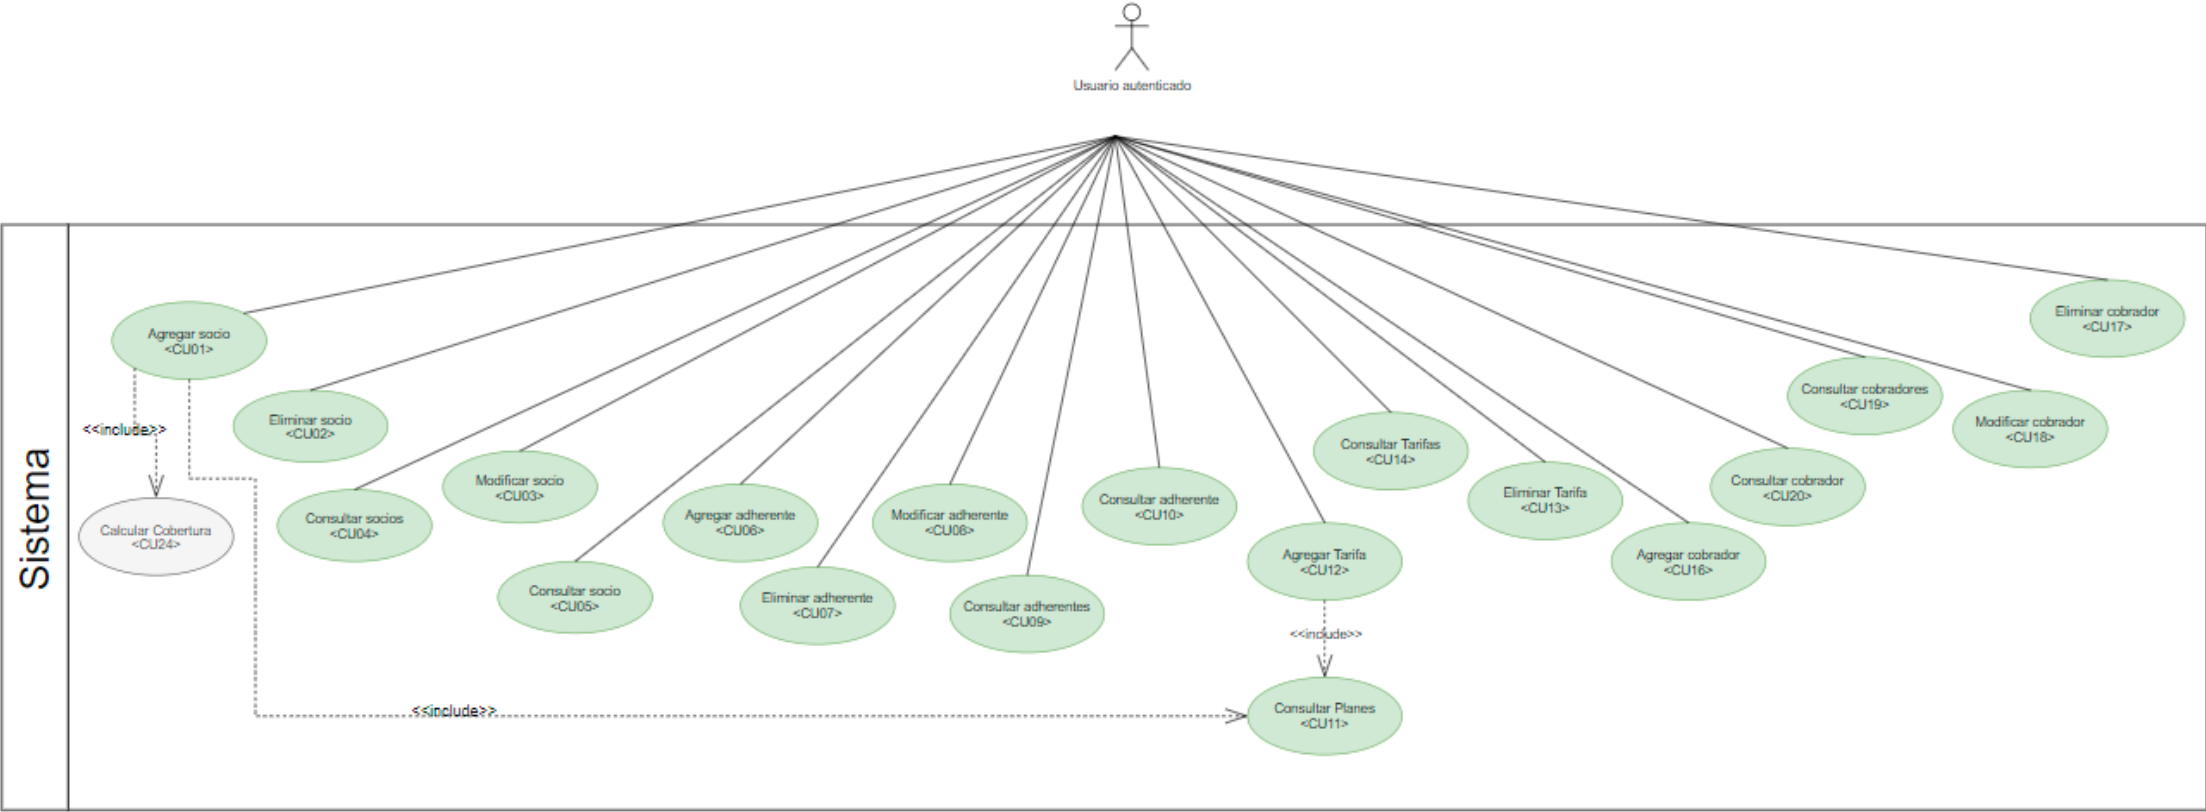 Usuario autenticado
Sistema
Agregar socio
<CU01>
<<include>>
Calcular Cobertura
<CU24>
Eliminar socio
<CU02>
Consultar socios
<CU04>
Modificar socio
<CU03>
Consultar socio
<CU05>
Agregar adherente
<CU06>
Eliminar adherente
<CU07>
Modificar adherente
<CU08>
Consultar adherentes
<CU09>
Consultar adherente
<CU10>
Agregar Tarifa
<CU12>
<<include>>
Consultar Planes
<CU11>
<<include>>
Consultar Tarifas
<CU14>
Eliminar Tarifa
<CU13>
Agregar cobrador
<CU16>
Consultar cobrador
<CU20>
Consultar cobradores
<CU19>
Modificar cobrador
<CU18>
Eliminar cobrador
<CU17>